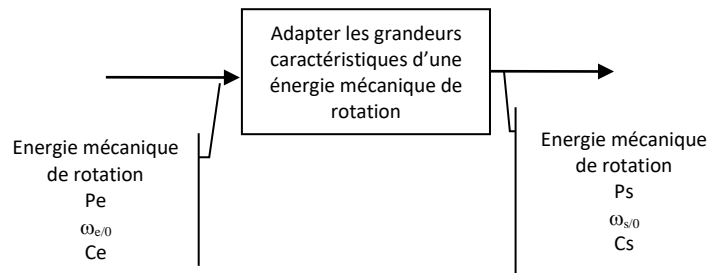 Adapter les grandeurs
caractéristiques d’une
énergie mécanique de
rotation
Energie mécanique
de rotation
Pe
ωe/0
Ce
Energie mécanique
de rotation
Ps
ωs/0
Cs